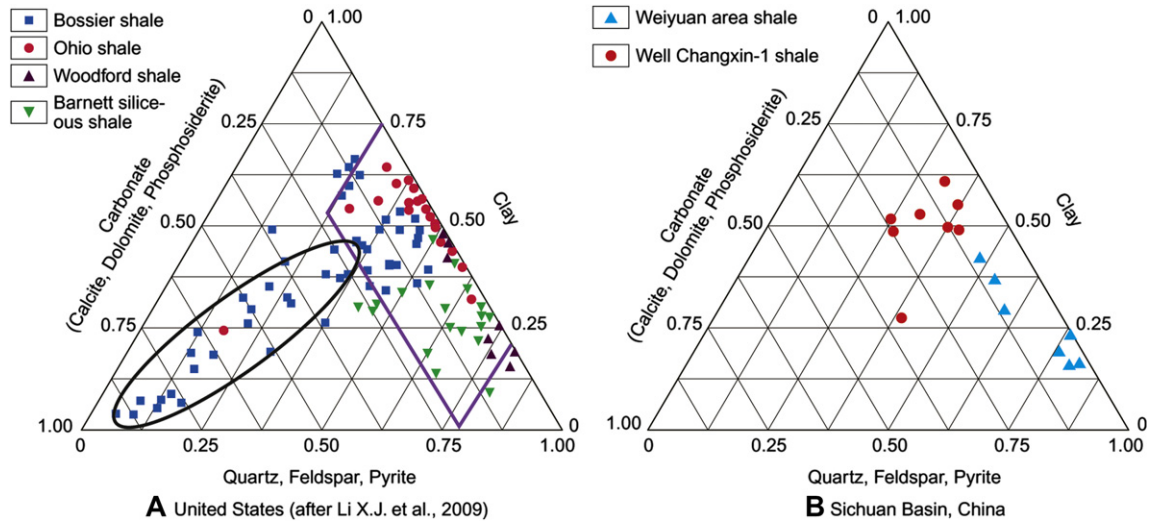 Bossier shale
Ohio shale
Woodford shale
Barnett silice-
ous shale
0 1.00
0.25
0.75
Carbonate
(Calcite, Dolomite, Phosphosiderite)
Clay
0.50
0.50
0.75
0.25
1.00
0
0
0.25
0.50
0.75
1.00
Quartz, Feldspar, Pyrite
A United States (after Li X.J. et al., 2009)
Weiyuan area shale
Well Changxin-1 shale
0 1.00
0.25
0.75
Carbonate
(Calcite, Dolomite, Phosphosiderite)
Clay
0.50
0.50
0.75
0.25
1.00
0
0
0.25
0.50
0.75
1.00
Quartz, Feldspar, Pyrite
B Sichuan Basin, China